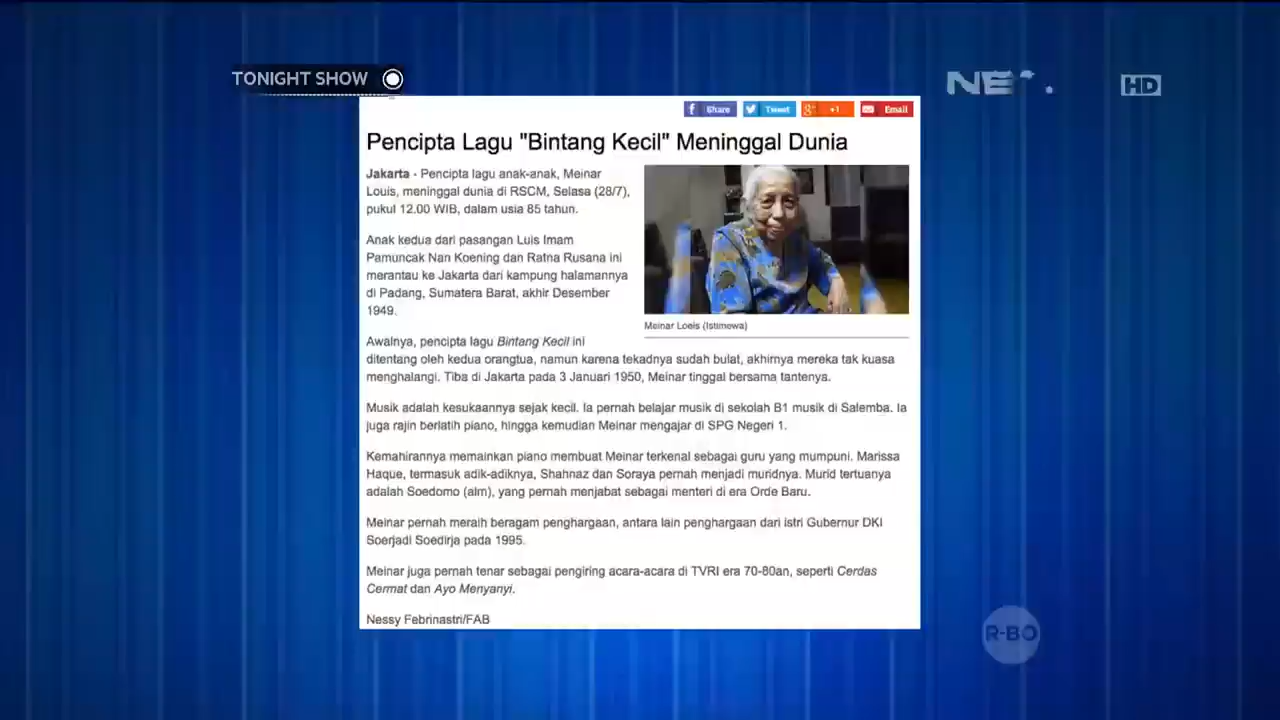 TONIGHT SHOW
HD
Share
Tweet
+1
Email
Pencipta Lagu "Bintang Kecil" Meninggal Dunia
Jakarta - Pencipta lagu anak-anak, Meinar
Louis, meninggal dunia di RSCM, Selasa (28/7),
pukul 12.00 WIB, dalam usia 85 tahun.
Anak kedua dari pasangan Luis Imam
Pamuncak Nan Koening dan Ratna Rusana ini
merantau ke Jakarta dari kampung halamannya
di Padang, Sumatera Barat, akhir Desember
1949.
Meinar Loeis (Istimewa)
Awalnya, pencipta lagu Bintang Kecil ini
ditentang oleh kedua orangtua, namun karena tekadnya sudah bulat, akhirnya mereka tak kuasa
menghalangi. Tiba di Jakarta pada 3 Januari 1950, Meinar tinggal bersama tantenya.
Musik adalah kesukaannya sejak kecil. Ia pernah belajar musik di sekolah B1 musik di Salemba. Ia
juga rajin berlatih piano, hingga kemudian Meinar mengajar di SPG Negeri 1.
Kemahirannya memainkan piano membuat Meinar terkenal sebagai guru yang mumpuni. Marissa
Haque, termasuk adik-adiknya, Shahnaz dan Soraya pernah menjadi muridnya. Murid tertuanya
adalah Soedomo (alm), yang pernah menjabat sebagai menteri di era Orde Baru.
Meinar pernah meraih beragam penghargaan, antara lain penghargaan dari istri Gubernur DKI
Soerjadi Soedirja pada 1995.
Meinar juga pernah tenar sebagai pengiring acara-acara di TVRI era 70-80an, seperti Cerdas
Cermat dan Ayo Menyanyi.
Nessy Febrinastri/FAB
R-BO